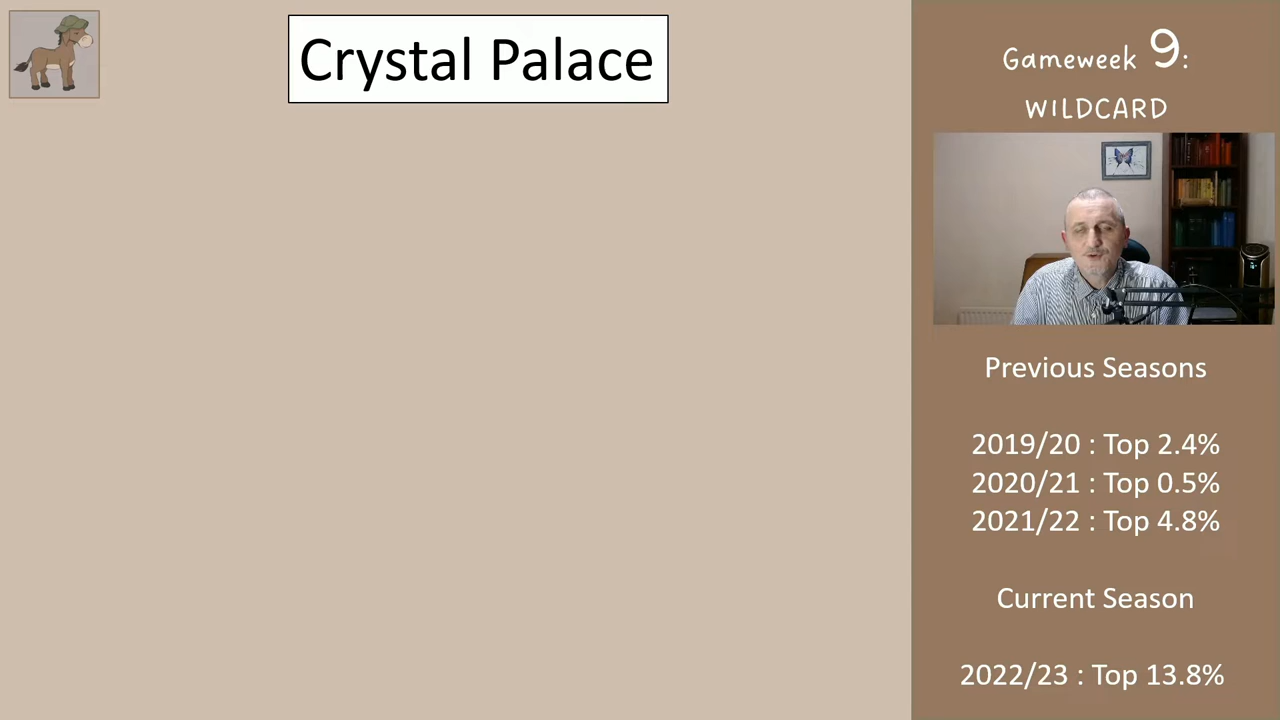 Crystal Palace
Gameweek 9:
WILDCARD
Previous Seasons
2019/20 : Top 2.4%
2020/21 : Top 0.5%
2021/22 : Top 4.8%
Current Season
2022/23 : Top 13.8%